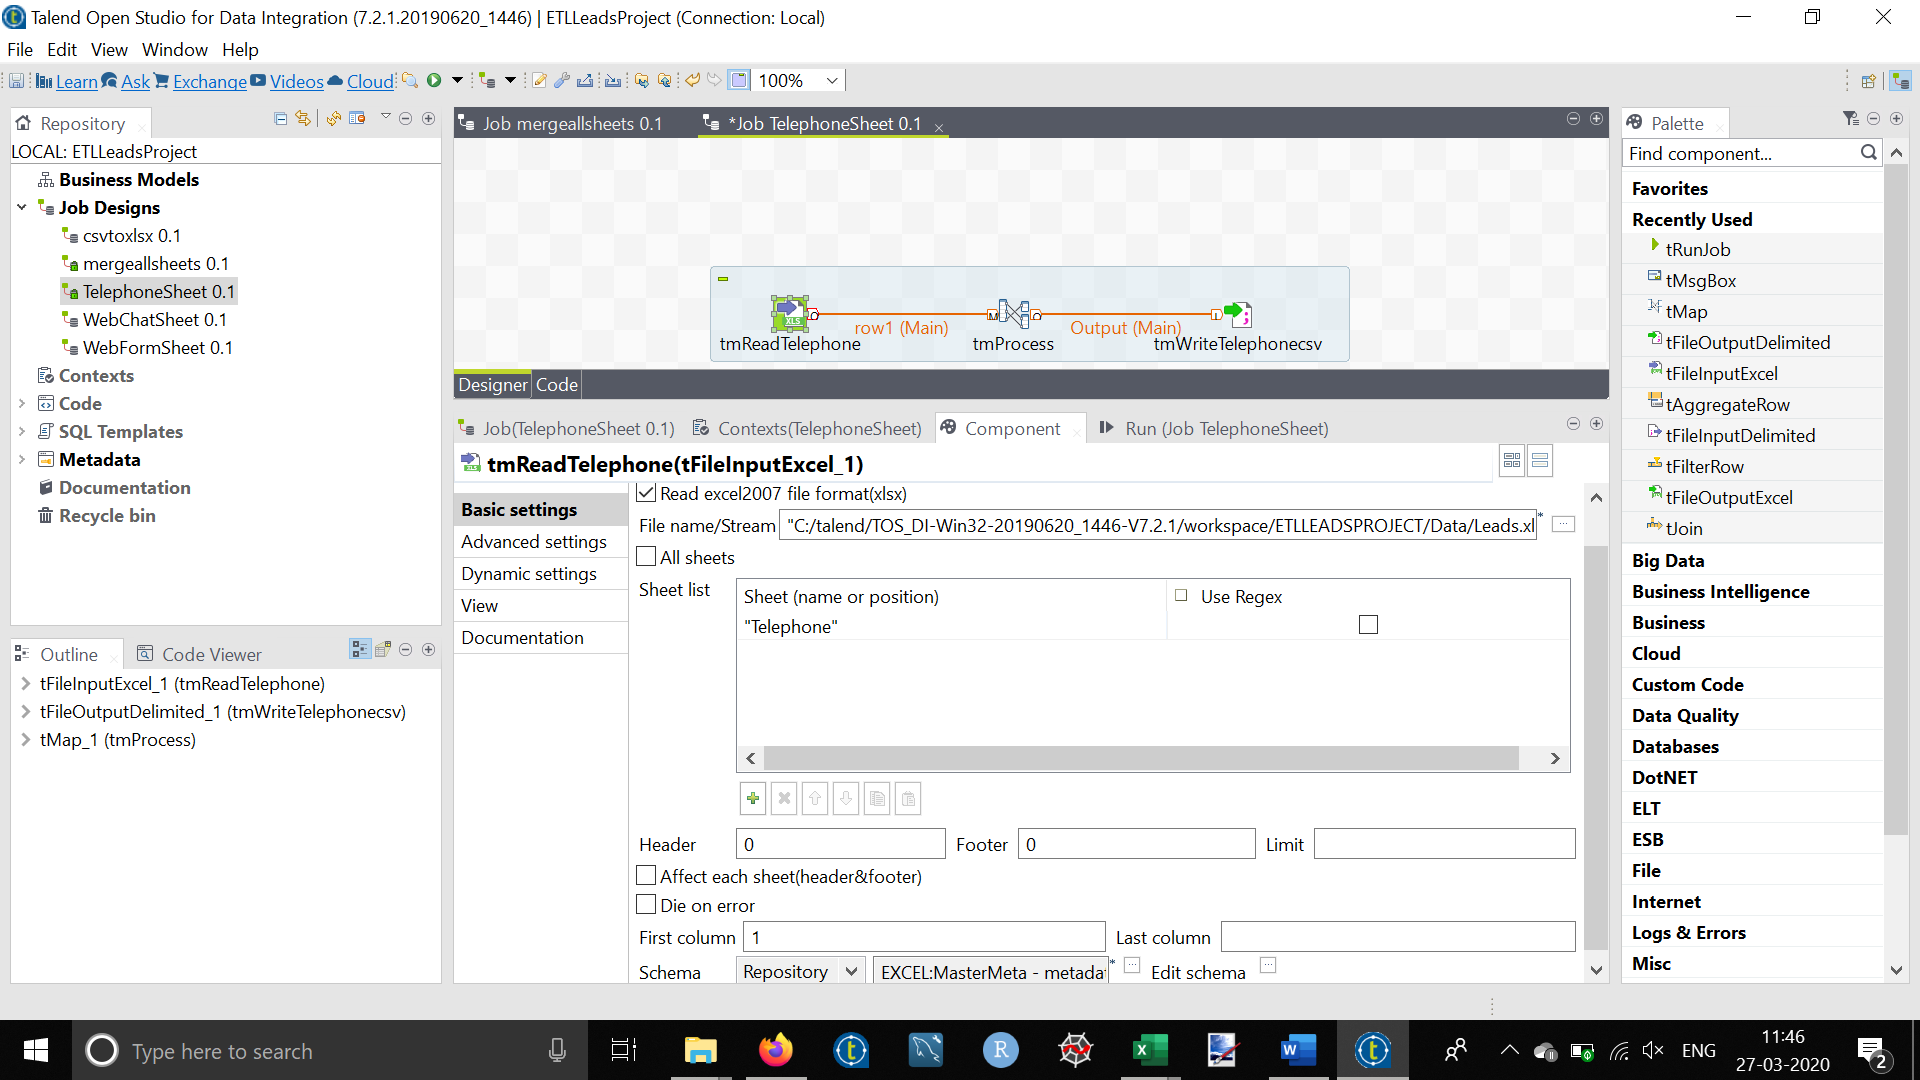 Talend Open Studio for Data Integration (7.2.1.20190620_1446) | ETLLeadsProject (Connection: Local)
File Edit View Window Help
Learn Ask Exchange Videos Cloud 100%
Repository
LOCAL: ETLLeadsProject
Business Models
Job Designs
csvtoxlsx 0.1
mergeallsheets 0.1
TelephoneSheet 0.1
WebChatSheet 0.1
WebFormSheet 0.1
Contexts
Code
SQL Templates
Metadata
Documentation
Recycle bin
Outline Code Viewer
tFileInputExcel_1 (tmReadTelephone)
tFileOutputDelimited_1 (tmWriteTelephonecsv)
tMap_1 (tmProcess)
Job mergeallsheets 0.1 *Job TelephoneSheet 0.1
row1 (Main) Output (Main)
tmReadTelephone tmProcess tmWriteTelephonecsv
Designer Code
Job(TelephoneSheet 0.1) Contexts(TelephoneSheet) Component Run (Job TelephoneSheet)
tmReadTelephone(tFileInputExcel_1)
Basic settings
Advanced settings
Dynamic settings
View
Documentation
Read excel2007 file format(xlsx)
File name/Stream "C:/talend/TOS_DI-Win32-20190620_1446-V7.2.1/workspace/ETLLEADSPROJECT/Data/Leads.xl *
All sheets
Sheet list
Sheet (name or position) Use Regex
"Telephone"
Header 0 Footer 0 Limit
Affect each sheet(header&footer)
Die on error
First column 1 Last column
Schema Repository EXCEL:MasterMeta - metada * Edit schema
Palette
Find component...
Favorites
Recently Used
tRunJob
tMsgBox
tMap
tFileOutputDelimited
tFileInputExcel
tAggregateRow
tFileInputDelimited
tFilterRow
tFileOutputExcel
tJoin
Big Data
Business Intelligence
Business
Cloud
Custom Code
Data Quality
Databases
DotNET
ELT
ESB
File
Internet
Logs & Errors
Misc
Type here to search
ENG
11:46
27-03-2020
2